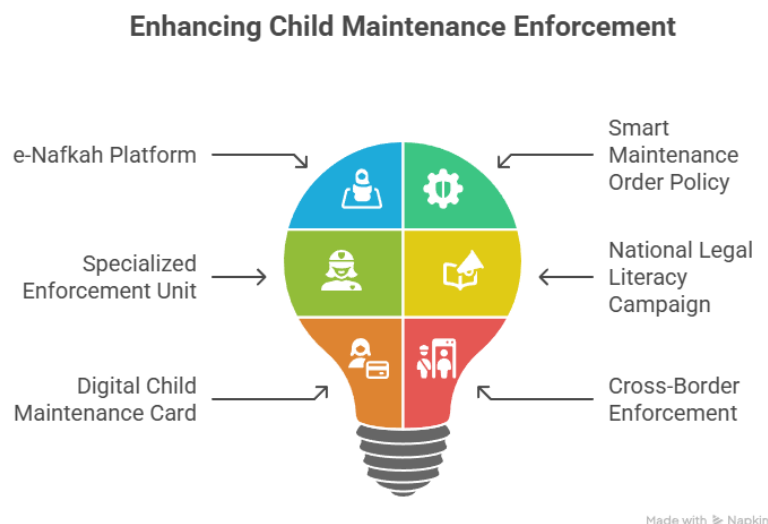 Enhancing Child Maintenance Enforcement
e-Nafkah Platform
Smart
Maintenance
Order Policy
Specialized
Enforcement Unit
National Legal
Literacy
Campaign
Digital Child
Maintenance Card
Cross-Border
Enforcement
Made with Napkin